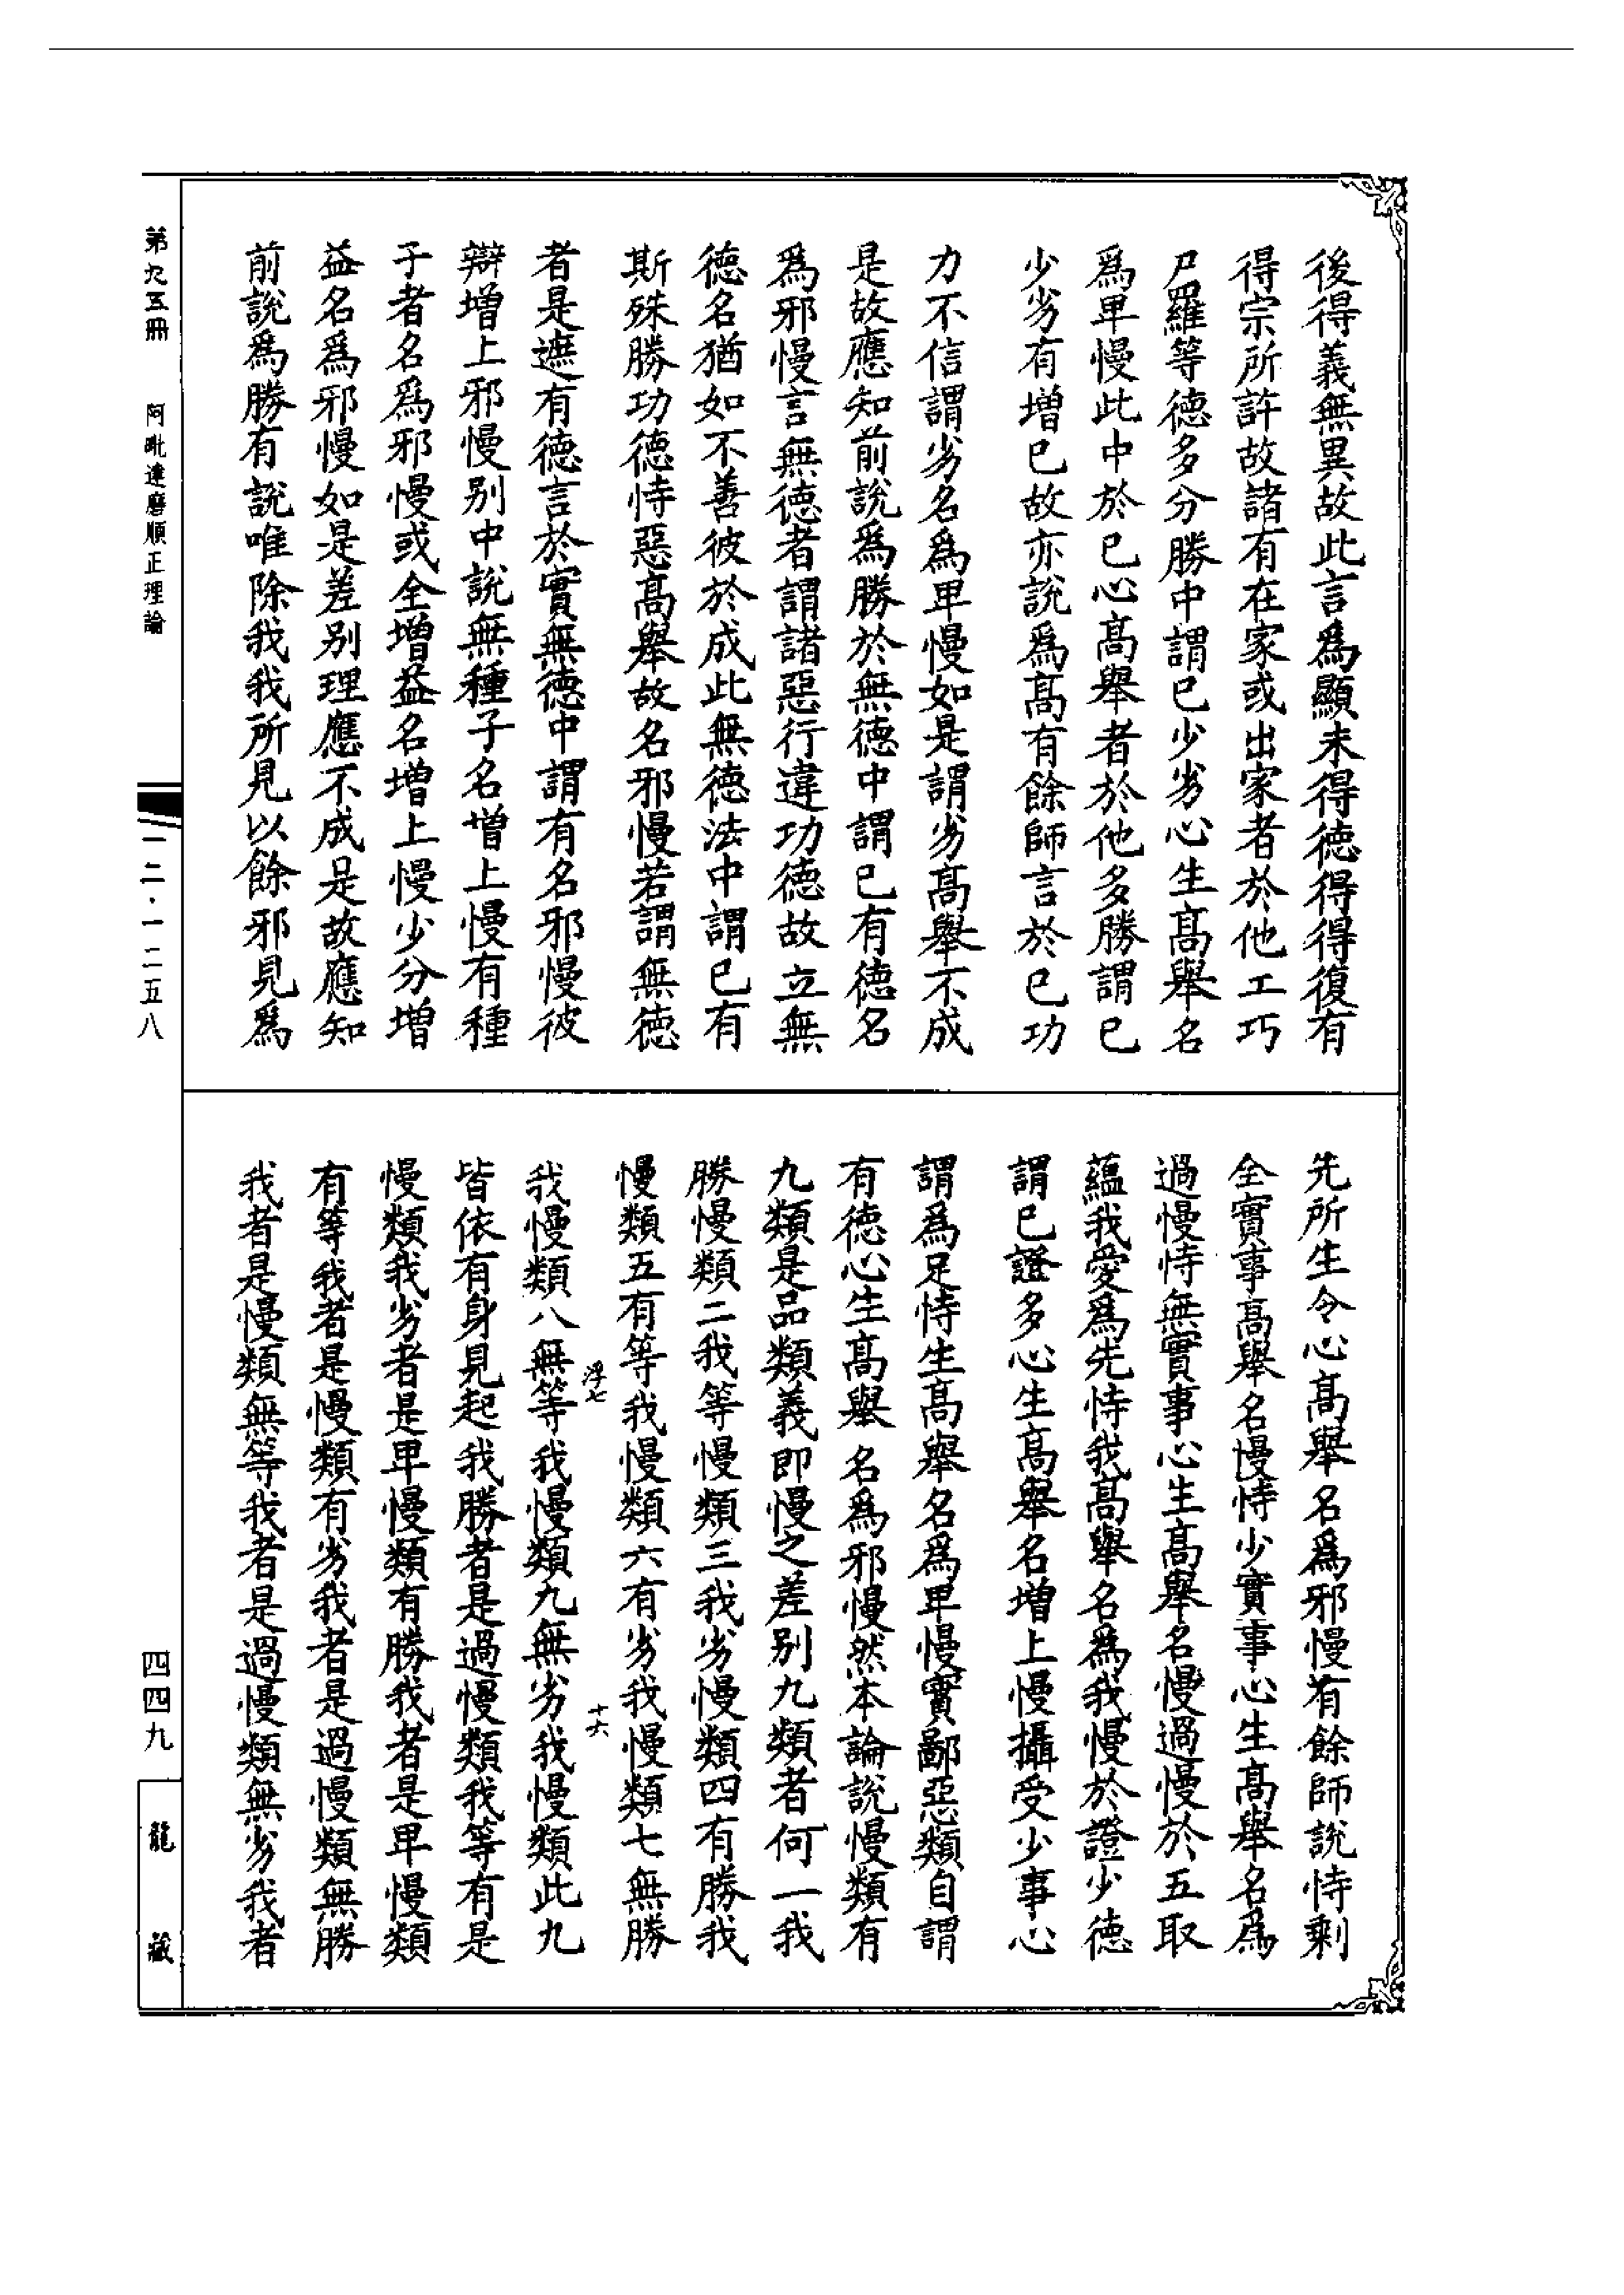 後得義無異故此言爲顯未得德得得得復有
得宗所許故諸有在家或出家者於他工巧
尸羅等德多分勝中謂已少劣心生高舉名
爲卑慢此中於已心高舉者於他多勝謂已
少劣有增已故亦說爲高有餘師言於已功
力不信謂劣名爲卑慢如是謂劣高舉不成
是故應知前說爲勝於無德中謂已有德名
爲邪慢言無德者謂諸惡行違功德故立無
德名猶如不善彼於成此無德法中謂已有
斯殊勝功德恃惡高舉故名邪慢若謂無德
者是遮有德言於實無德中謂有名邪慢彼
辯增上邪慢別中說無種子名增上慢有種
子者名爲邪慢或全增益名增上慢少分增
益名爲邪慢如是差別理應不成是故應知
前說爲勝有說唯除我我所見以餘邪見爲
先所生令心高舉名爲邪慢有餘師說恃剩
全實事高舉名慢恃少實事心生高舉名爲
過慢恃無實事心生高舉名慢過慢於五取
蘊我愛爲先恃我高舉名爲我慢於證少德
謂已證多心生高舉名增上慢攝受少事心
謂爲足恃生高舉名爲卑慢實鄙惡類自謂
有德心生高舉名爲邪慢然本論說慢類有
九類是品類義即慢之差別九類者何一我
勝慢類二我等慢類三我劣慢類四有勝我
慢類五有等我慢類六有劣我慢類七無勝
浮七
十六
我慢類八無等我慢類九無劣我慢類此九
皆依有身見起我勝者是過慢類我等有是
慢類我劣者是卑慢類有勝我者是卑慢類
有等我者是慢類有劣我者是過慢類無勝
我者是慢類無等我者是過慢類無劣我者
第九五冊
阿毗達磨順正理論
一二·一二五八
四四九
龍藏